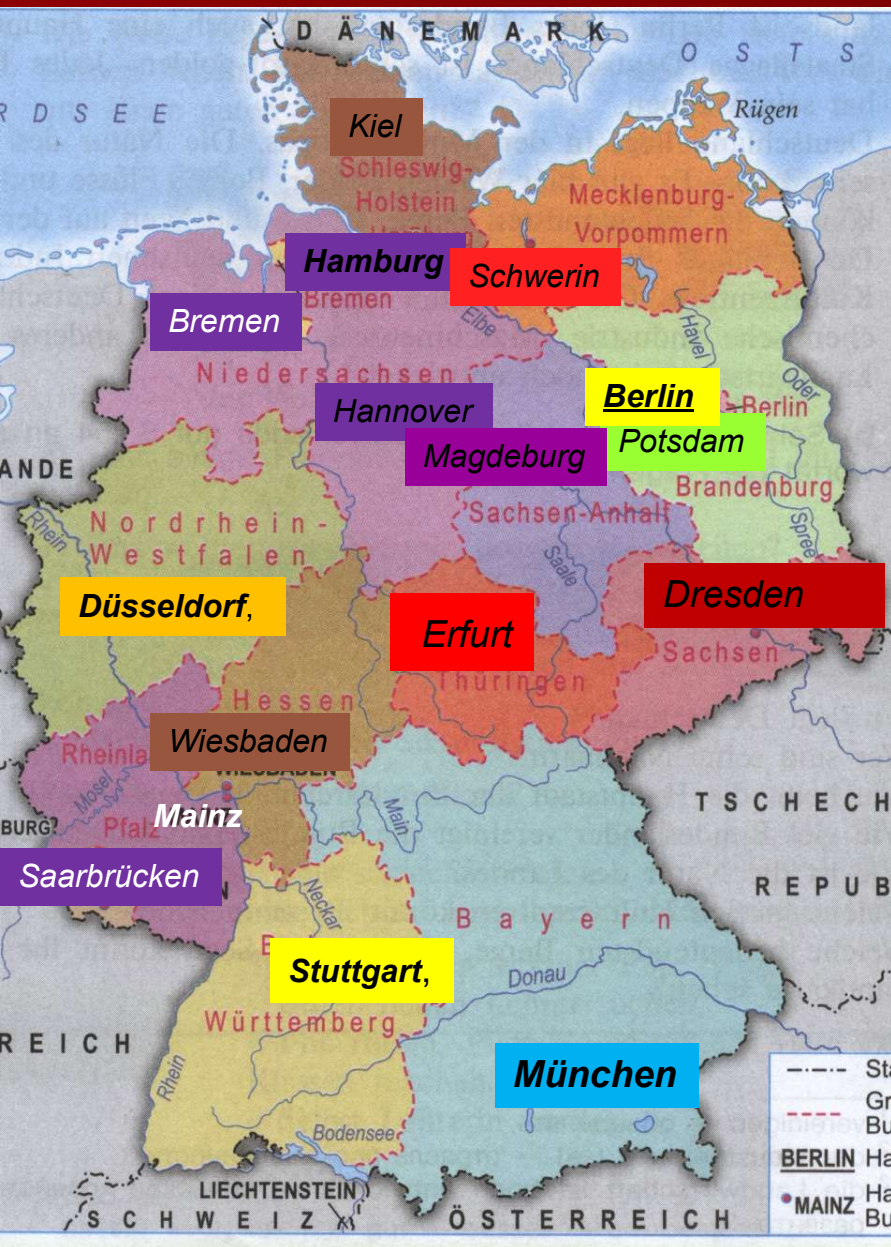 DÄNEMARK
OSTS
RDSEE
Rügen
Kiel
Schleswig-
Holstein
Mecklenburg-
Vorpommern
Hamburg
Schwerin
Bremen
Bremen
Elbe
Havel
Oder
Niedersachsen
Berlin
Berlin
Hannover
Potsdam
Magdeburg
ANDE
Brandenburg
Rhein
Nordrhein-
Westfalen
Sachsen-Anhalt
Spree
Saale
Düsseldorf,
Dresden
Erfurt
Sachsen
Thüringen
Hessen
Wiesbaden
Rheinla
WIESBADEN
Mosel
Main
TSCHECH
BURG
Pfalz
Mainz
Saarbrücken
N
REPUB
Neckar
Bayern
B
Stuttgart,
Donau
Württemberg
REICH
München
Rhein
Sta
Gr
Bu
Bodensee
BERLIN Ha
LIECHTENSTEIN
MAINZ Ha
Bu
SCHWEIZ
ÖSTERREICH